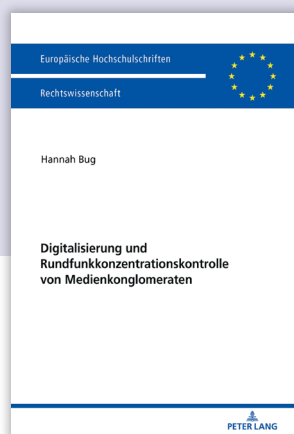 Europäische Hochschulschriften
Rechtswissenschaft
Hannah Bug
Digitalisierung und
Rundfunkkonzentrationskontrolle
von Medienkonglomeraten
PETER LANG